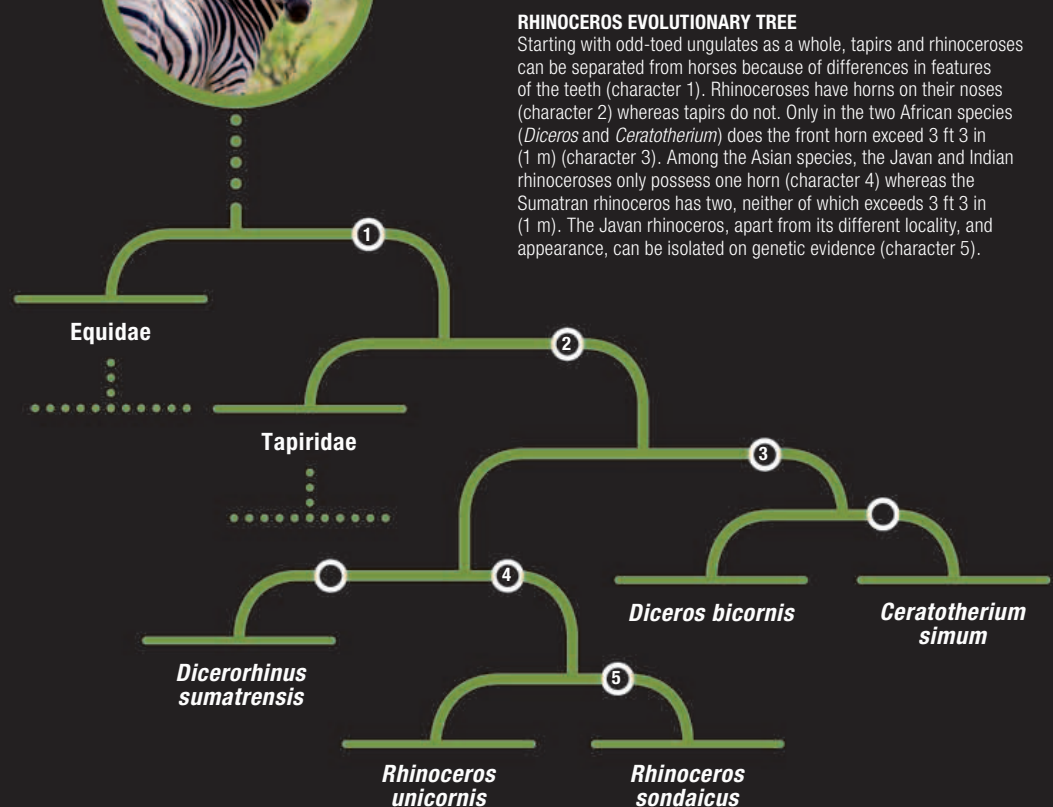 RHINOCEROS EVOLUTIONARY TREE
Starting with odd-toed ungulates as a whole, tapirs and rhinoceroses
can be separated from horses because of differences in features
of the teeth (character 1). Rhinoceroses have horns on their noses
(character 2) whereas tapirs do not. Only in the two African species
(Diceros and Ceratotherium) does the front horn exceed 3 ft 3 in
(1 m) (character 3). Among the Asian species, the Javan and Indian
rhinoceroses only possess one horn (character 4) whereas the
Sumatran rhinoceros has two, neither of which exceeds 3 ft 3 in
(1 m). The Javan rhinoceros, apart from its different locality, and
appearance, can be isolated on genetic evidence (character 5).
1
Equidae
2
Tapiridae
3
4
Diceros bicornis
Ceratotherium
simum
Dicerorhinus
sumatrensis
5
Rhinoceros
unicornis
Rhinoceros
sondaicus